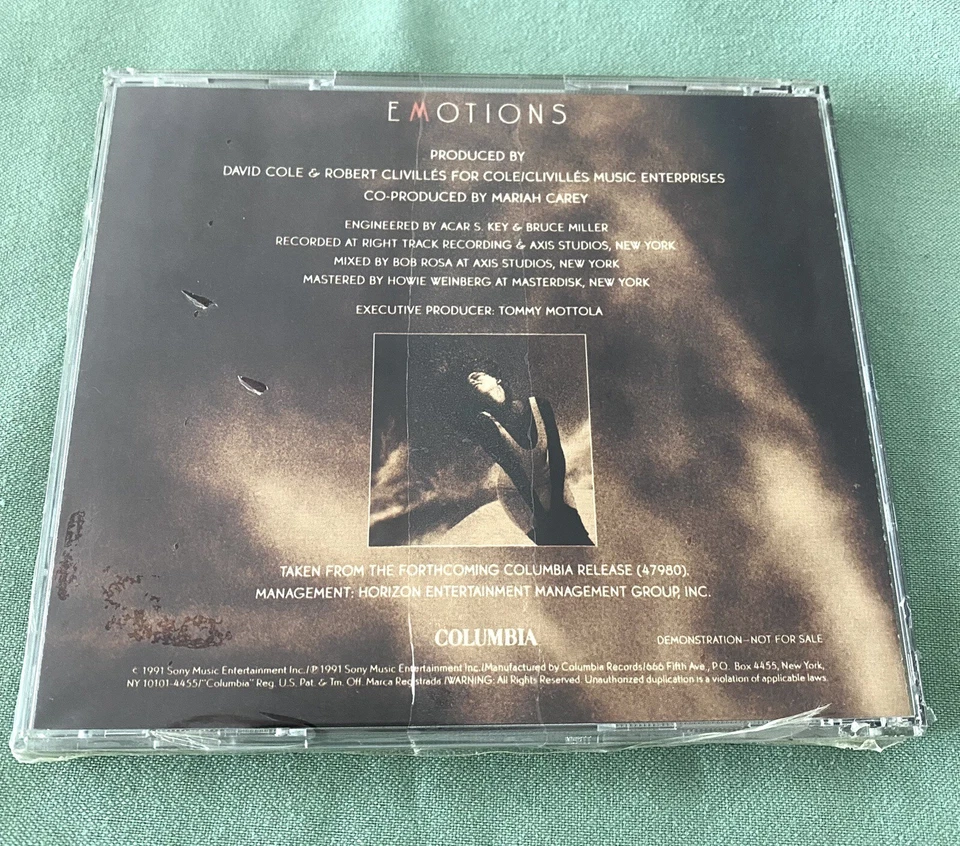 EMOTIONS
PRODUCED BY
DAVID COLE & ROBERT CLIVILLÉS FOR COLE/CLIVILLÉS MUSIC ENTERPRISES
CO-PRODUCED BY MARIAH CAREY
ENGINEERED BY ACAR S. KEY & BRUCE MILLER
RECORDED AT RIGHT TRACK RECORDING & AXIS STUDIOS, NEW YORK
MIXED BY BOB ROSA AT AXIS STUDIOS, NEW YORK
MASTERED BY HOWIE WEINBERG AT MASTERDISK, NEW YORK
EXECUTIVE PRODUCER: TOMMY MOTTOLA
TAKEN FROM THE FORTHCOMING COLUMBIA RELEASE (47980).
MANAGEMENT: HORIZON ENTERTAINMENT MANAGEMENT GROUP, INC.
COLUMBIA
DEMONSTRATION—NOT FOR SALE
© 1991 Sony Music Entertainment Inc./℗ 1991 Sony Music Entertainment Inc./Manufactured by Columbia Records/666 Fifth Ave., P.O. Box 4455, New York,
NY 10101-4455/"Columbia" Reg. U.S. Pat. & Tm. Off. Marca Registrada./WARNING: All Rights Reserved. Unauthorized duplication is a violation of applicable laws.